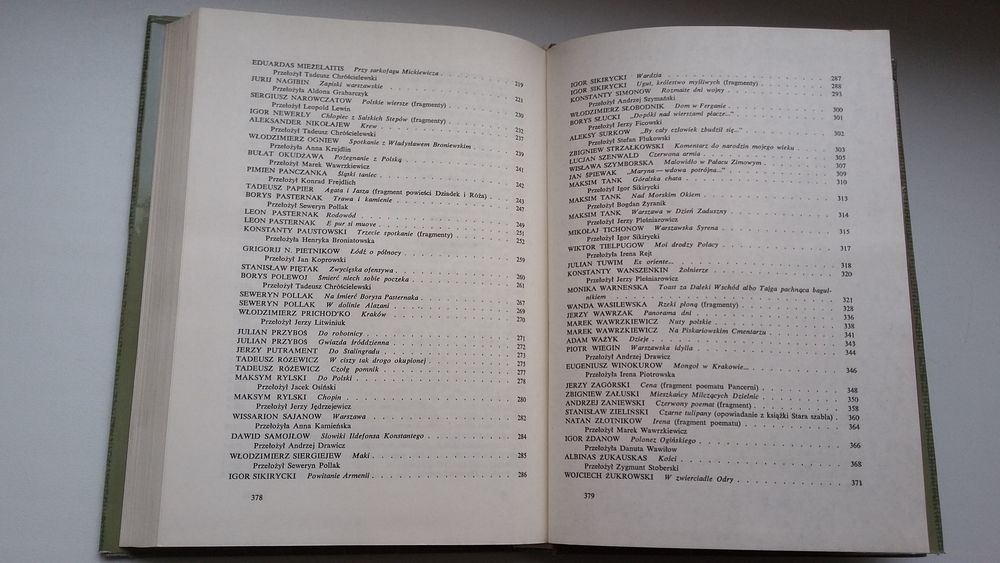 EDUARDAS MIEŻELAITIS Przy sarkofagu Mickiewicza . . . 219
Przełożył Tadeusz Chróścielewski
JURIJ NAGIBIN Zapiski warszawskie . . . 221
Przełożyła Aldona Grabarczyk
SERGIUSZ NAROWCZATOW Polskie wiersze (fragmenty) . . . 230
Przełożył Leopold Lewin
IGOR NEWERLY Chłopiec z Salskich Stepów (fragmenty) . . . 232
ALEKSANDER NIKOŁAJEW Krew . . . 237
Przełożył Tadeusz Chróścielewski
WŁODZIMIERZ OGNIEW Spotkanie z Władysławem Broniewskim . . . 239
Przełożyła Anna Krejdlin
BUŁAT OKUDŻAWA Pożegnanie z Polską . . . 241
Przełożył Marek Wawrzkiewicz
PIMIEN PANCZANKA Śląski taniec . . . 242
Przełożył Konrad Frejdlich
TADEUSZ PAPIER Agata i Jasza (fragment powieści Dziadek i Róża) . . . 243
BORYS PASTERNAK Trawa i kamienie . . . 247
Przełożył Seweryn Pollak
LEON PASTERNAK Rodowód . . . 249
LEON PASTERNAK E pur si muove . . . 251
KONSTANTY PAUSTOWSKI Trzecie spotkanie (fragmenty) . . . 252
Przełożyła Henryka Broniatowska
GRIGORIJ N. PIETNIKOW Łódź o północy . . . 259
Przełożył Jan Koprowski
STANISŁAW PIĘTAK Zwycięska ofensywa . . . 260
BORYS POLEWOJ Śmierć niech sobie poczeka . . . 261
Przełożył Tadeusz Chróścielewski
SEWERYN POLLAK Na śmierć Borysa Pasternaka . . . 267
SEWERYN POLLAK W dolinie Alazani . . . 269
WŁODZIMIERZ PRICHOD'KO Kraków . . . 270
Przełożył Jerzy Litwiniuk
JULIAN PRZYBOŚ Do robotnicy . . . 271
JULIAN PRZYBOŚ Gwiazda śróddzienna . . . 272
JERZY PUTRAMENT Do Stalingradu . . . 273
TADEUSZ RÓŻEWICZ W ciszy tak drogo okupionej . . . 275
TADEUSZ RÓŻEWICZ Czołg pomnik . . . 277
MAKSYM RYLSKI Do Polski . . . 278
Przełożył Jacek Osiński
MAKSYM RYLSKI Chopin . . . 280
Przełożył Jerzy Jędrzejewicz
WISSARION SAJANOW Warszawa . . . 282
Przełożyła Anna Kamieńska
DAWID SAMOJŁOW Słowiki Ildefonsa Konstantego . . . 284
Przełożył Andrzej Drawicz
WŁODZIMIERZ SIERGIEJEW Maki . . . 285
Przełożył Seweryn Pollak
IGOR SIKIRYCKI Powitanie Armenii . . . 286
378
IGOR SIKIRYCKI Wardzia . . . 287
IGOR SIKIRYCKI Ugut, królestwo myśliwych (fragmenty) . . . 288
KONSTANTY SIMONOW Rozmaite dni wojny . . . 293
Przełożył Andrzej Szymański
WŁODZIMIERZ SŁOBODNIK Dom w Ferganie . . . 300
BORYS SŁUCKI „Dopóki nad wierszami płacze..." . . . 301
Przełożył Jerzy Ficowski
ALEKSY SURKOW „By cały człowiek zbudził się..." . . . 302
Przełożył Stefan Flukowski
ZBIGNIEW STRZAŁKOWSKI Komentarz do narodzin mojego wieku . . . 303
LUCJAN SZENWALD Czerwona armia . . . 305
WISŁAWA SZYMBORSKA Malowidło w Pałacu Zimowym . . . 307
JAN ŚPIEWAK „Maryna — wdowa potrójna..." . . . 309
MAKSIM TANK Góralska chata . . . 310
Przełożył Igor Sikirycki
MAKSIM TANK Nad Morskim Okiem . . . 313
Przełożył Bogdan Żyranik
MAKSIM TANK Warszawa w Dzień Zaduszny . . . 314
Przełożył Jerzy Pleśniarowicz
MIKOŁAJ TICHONOW Warszawska Syrena . . . 315
Przełożył Igor Sikirycki
WIKTOR TIELPUGOW Moi drodzy Polacy . . . 317
Przełożyła Irena Rejt
JULIAN TUWIM Ex oriente... . . . 318
KONSTANTY WANSZENKIN Żołnierze . . . 320
Przełożył Jerzy Pleśniarowicz
MONIKA WARNEŃSKA Toast za Daleki Wschód albo Tajga pachnąca bagul-
nikiem . . . 321
WANDA WASILEWSKA Rzeki płoną (fragmenty) . . . 328
JERZY WAWRZAK Panorama dni . . . 336
MAREK WAWRZKIEWICZ Nuty polskie . . . 338
MAREK WAWRZKIEWICZ Na Piskariowskim Cmentarzu . . . 341
ADAM WAŻYK Dzieje . . . 343
PIOTR WIEGIN Warszawska idylla . . . 344
Przełożył Andrzej Drawicz
EUGENIUSZ WINOKUROW Mongoł w Krakowie... . . . 346
Przełożyła Irena Piotrowska
JERZY ZAGÓRSKI Cena (fragment poematu Pancerni) . . . 348
ZBIGNIEW ZAŁUSKI Mieszkańcy Milczących Dzielnic . . . 350
ANDRZEJ ZANIEWSKI Czerwony poemat (fragment) . . . 358
STANISŁAW ZIELIŃSKI Czarne tulipany (opowiadanie z książki Stara szabla) . 360
NATAN ZŁOTNIKOW Irena (fragment poematu) . . . 364
Przełożył Marek Wawrzkiewicz
IGOR ŻDANOW Polonez Ogińskiego . . . 366
Przełożyła Danuta Wawiłow
ALBINAS ŻUKAUSKAS Kości . . . 368
Przełożył Zygmunt Stoberski
WOJCIECH ŻUKROWSKI W zwierciadle Odry . . . 371
379